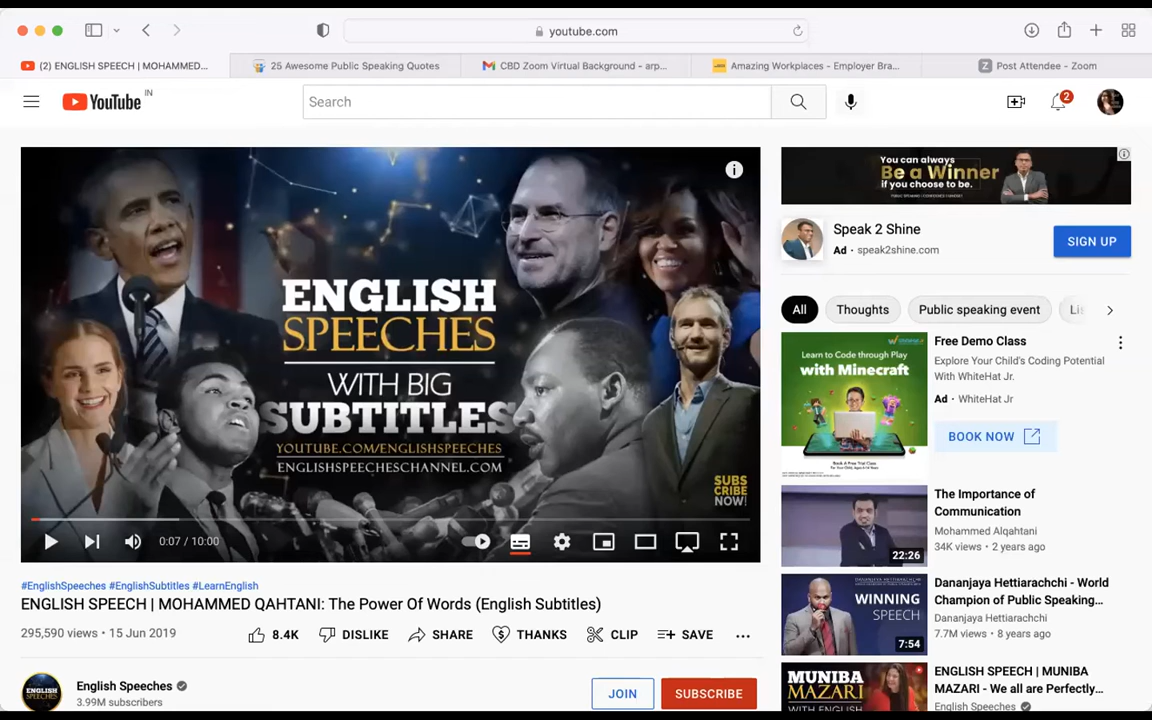 youtube.com
(2) ENGLISH SPEECH | MOHAMMED...
25 Awesome Public Speaking Quotes
CBD Zoom Virtual Background - arp...
Amazing Workplaces - Employer Bra...
Z Post Attendee - Zoom
YouTube IN
Search
2
ENGLISH
SPEECHES
WITH BIG
SUBTITLES
YOUTUBE.COM/ENGLISHSPEECHES
ENGLISHSPEECHESCHANNEL.COM
SUBS
CRIBE
NOW!
0:07 / 10:00
#EnglishSpeeches #EnglishSubtitles #LearnEnglish
ENGLISH SPEECH | MOHAMMED QAHTANI: The Power Of Words (English Subtitles)
295,590 views • 15 Jun 2019
8.4K DISLIKE SHARE THANKS CLIP SAVE
ENGLISH
SPEECHES
English Speeches
3.99M subscribers
JOIN SUBSCRIBE
You can always
Be a Winner
if you choose to be.
Speak 2 Shine
Ad • speak2shine.com
SIGN UP
All Thoughts Public speaking event
Learn to Code through Play
with Minecraft
Free Demo Class
Explore Your Child's Coding Potential
With WhiteHat Jr.
Ad • WhiteHat Jr
BOOK NOW
22:26
The Importance of
Communication
Mohammed Alqahtani
34K views • 2 years ago
DANANJAYA HETTIARACHCHI
WINNING
SPEECH
7:54
Dananjaya Hettiarachchi - World
Champion of Public Speaking...
Dananjaya Hettiarachchi
7.7M views • 8 years ago
MUNIBA
MAZARI
WITH ENGLISH
ENGLISH SPEECH | MUNIBA
MAZARI - We all are Perfectly...
English Speeches